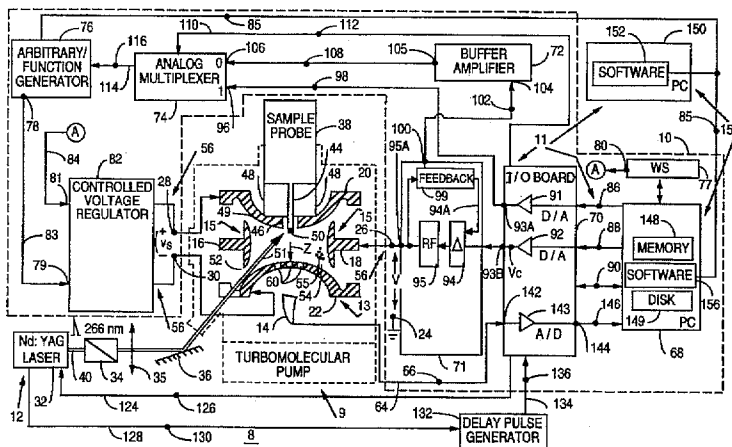 76
116
110
85
112
152
150
ARBITRARY/
FUNCTION
GENERATOR
114
ANALOG
MULTIPLEXER
106
0
1
108
105
BUFFER
AMPLIFIER
72
SOFTWARE
PC
78
74
96
98
102
104
85
A
84
82
56
SAMPLE
PROBE
38
100
95A
11
10
80
A
WS
77
81
CONTROLLED
VOLTAGE
REGULATOR
28
48
44
48
20
FEEDBACK
99
94A
I/O BOARD
91
D/A
93A
86
70
83
79
Vs
30
15
16
49
46
50
15
26
56
RF
95
Δ
94
92
D/A
93B
Vc
88
148
MEMORY
52
51
Z
18
V
90
SOFTWARE
156
56
60
55
54
22
13
24
142
143
146
DISK
149
PC
Nd: YAG
LASER
266 nm
14
71
A/D
144
68
40
34
35
36
TURBOMOLECULAR
PUMP
66
64
136
12
32
124
126
9
132
134
128
130
8
DELAY PULSE
GENERATOR